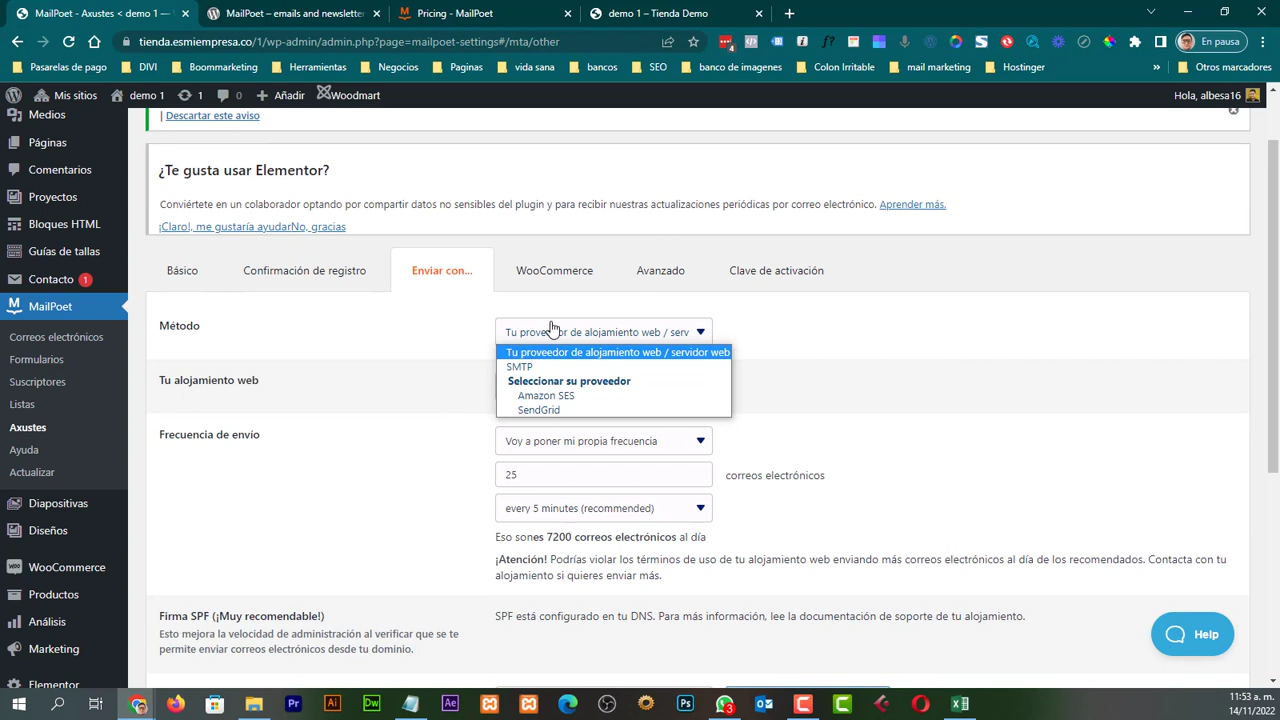 MailPoet - Axustes < demo 1 —
MailPoet – emails and newsletter
Pricing - MailPoet
demo 1 – Tienda Demo
tienda.esmiempresa.co/1/wp-admin/admin.php?page=mailpoet-settings#/mta/other
4
En pausa
Pasarelas de pago
DIVI
Boommarketing
Herramientas
Negocios
Paginas
vida sana
bancos
SEO
banco de imagenes
Colon Irritable
mail marketing
Hostinger
»
Otros marcadores
Mis sitios
demo 1
1
0
Añadir
Woodmart
Hola, albesa16
Medios
Páginas
Comentarios
Proyectos
Bloques HTML
Guías de tallas
Contacto 1
MailPoet
Correos electrónicos
Formularios
Suscriptores
Listas
Axustes
Ayuda
Actualizar
Diapositivas
Diseños
WooCommerce
Productos
Análisis
Marketing
Elementor
| Descartar este aviso
¿Te gusta usar Elementor?
Conviértete en un colaborador optando por compartir datos no sensibles del plugin y para recibir nuestras actualizaciones periódicas por correo electrónico. Aprender más.
¡Claro!, me gustaría ayudarNo, gracias
Básico
Confirmación de registro
Enviar con...
WooCommerce
Avanzado
Clave de activación
Método
Tu proveedor de alojamiento web / serv
Tu proveedor de alojamiento web / servidor web
SMTP
Seleccionar su proveedor
Amazon SES
SendGrid
Tu alojamiento web
Frecuencia de envío
Voy a poner mi propia frecuencia
25
correos electrónicos
every 5 minutes (recommended)
Eso sones 7200 correos electrónicos al día
¡Atención! Podrías violar los términos de uso de tu alojamiento web enviando más correos electrónicos al día de los recomendados. Contacta con tu
alojamiento si quieres enviar más.
Firma SPF (¡Muy recomendable!)
Esto mejora la velocidad de administración al verificar que se te
permite enviar correos electrónicos desde tu dominio.
SPF está configurado en tu DNS. Para más información, lee la documentación de soporte de tu alojamiento.
Help
Pr
Ai
Dw
Ae
Ps
3
11:53 a. m.
14/11/2022